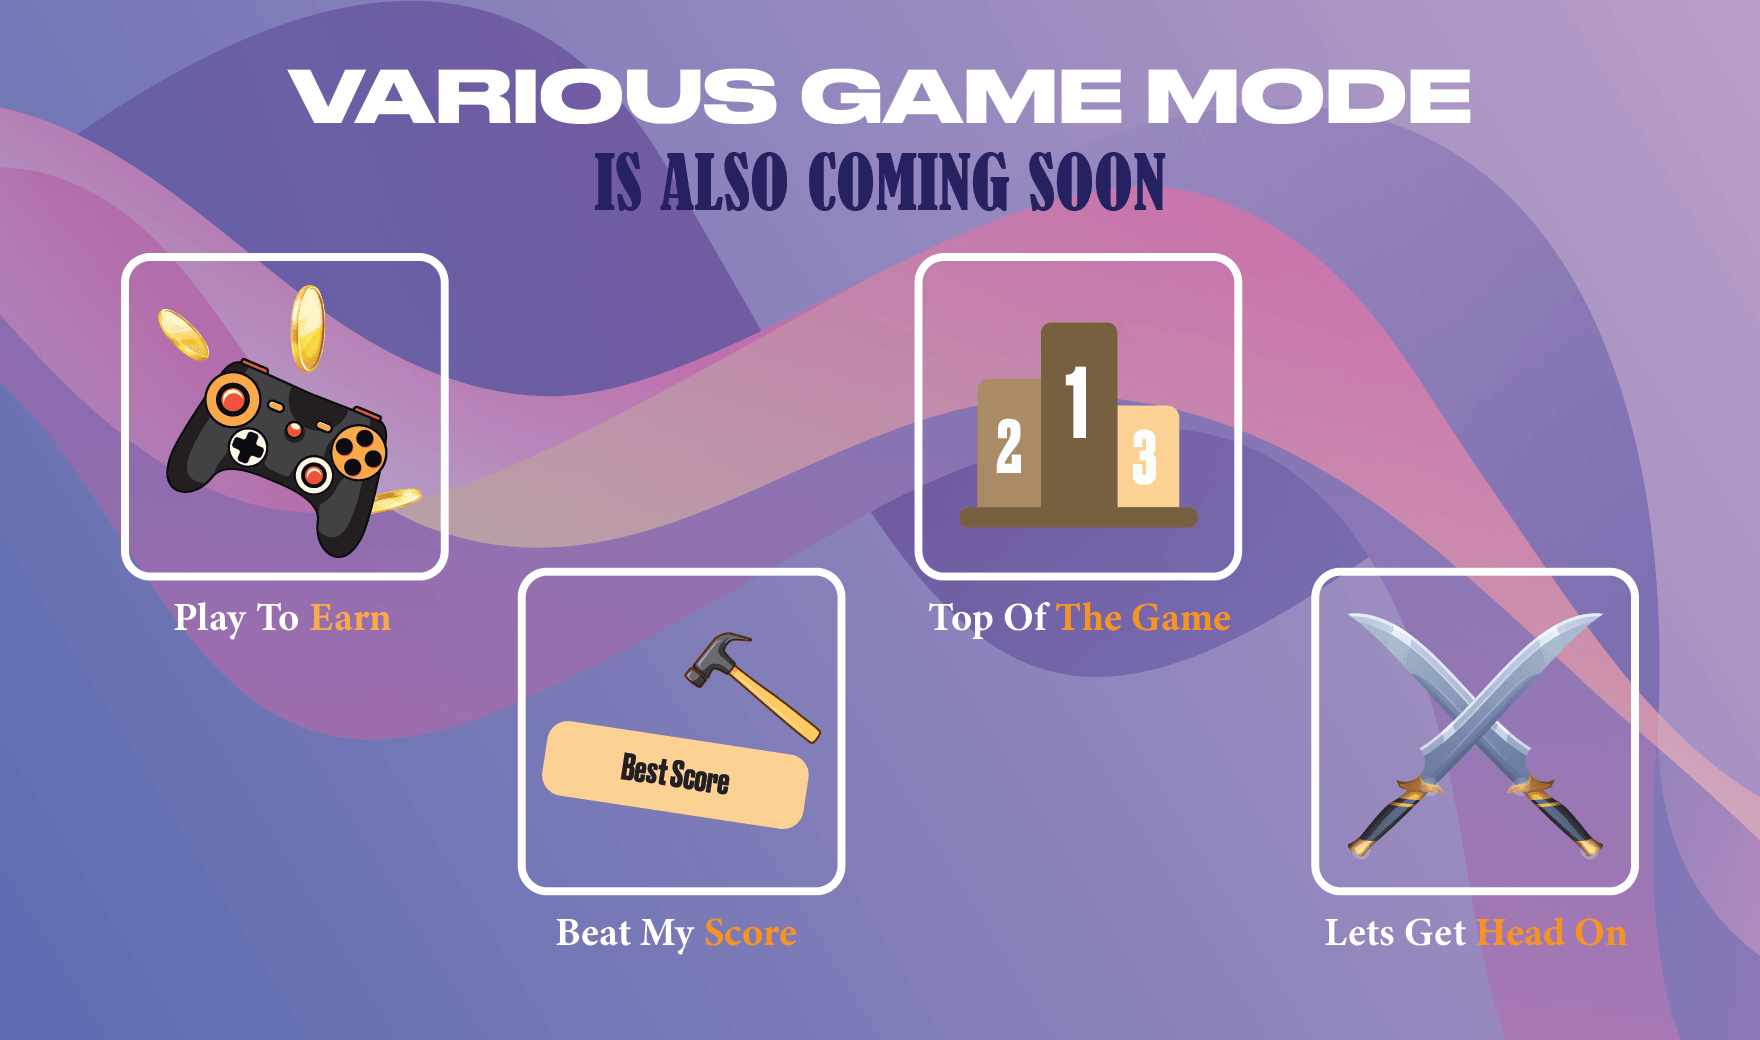 VARIOUS GAME MODE
IS ALSO COMING SOON
Play To Earn
Best Score
Beat My Score
2
1
3
Top Of The Game
Lets Get Head On